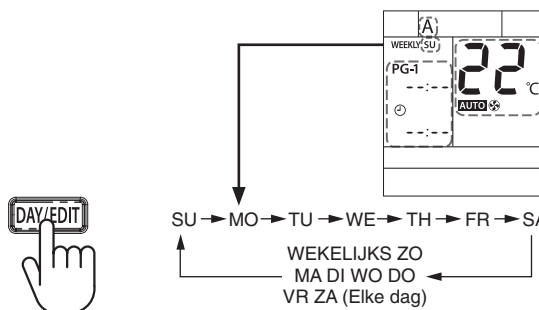 A
WEEKLY SU
PG-1
--:--
--:--
22 °C
AUTO
DAY/EDIT
SU → MO → TU → WE → TH → FR → SA
WEKELIJKS ZO
MA DI WO DO
VR ZA (Elke dag)